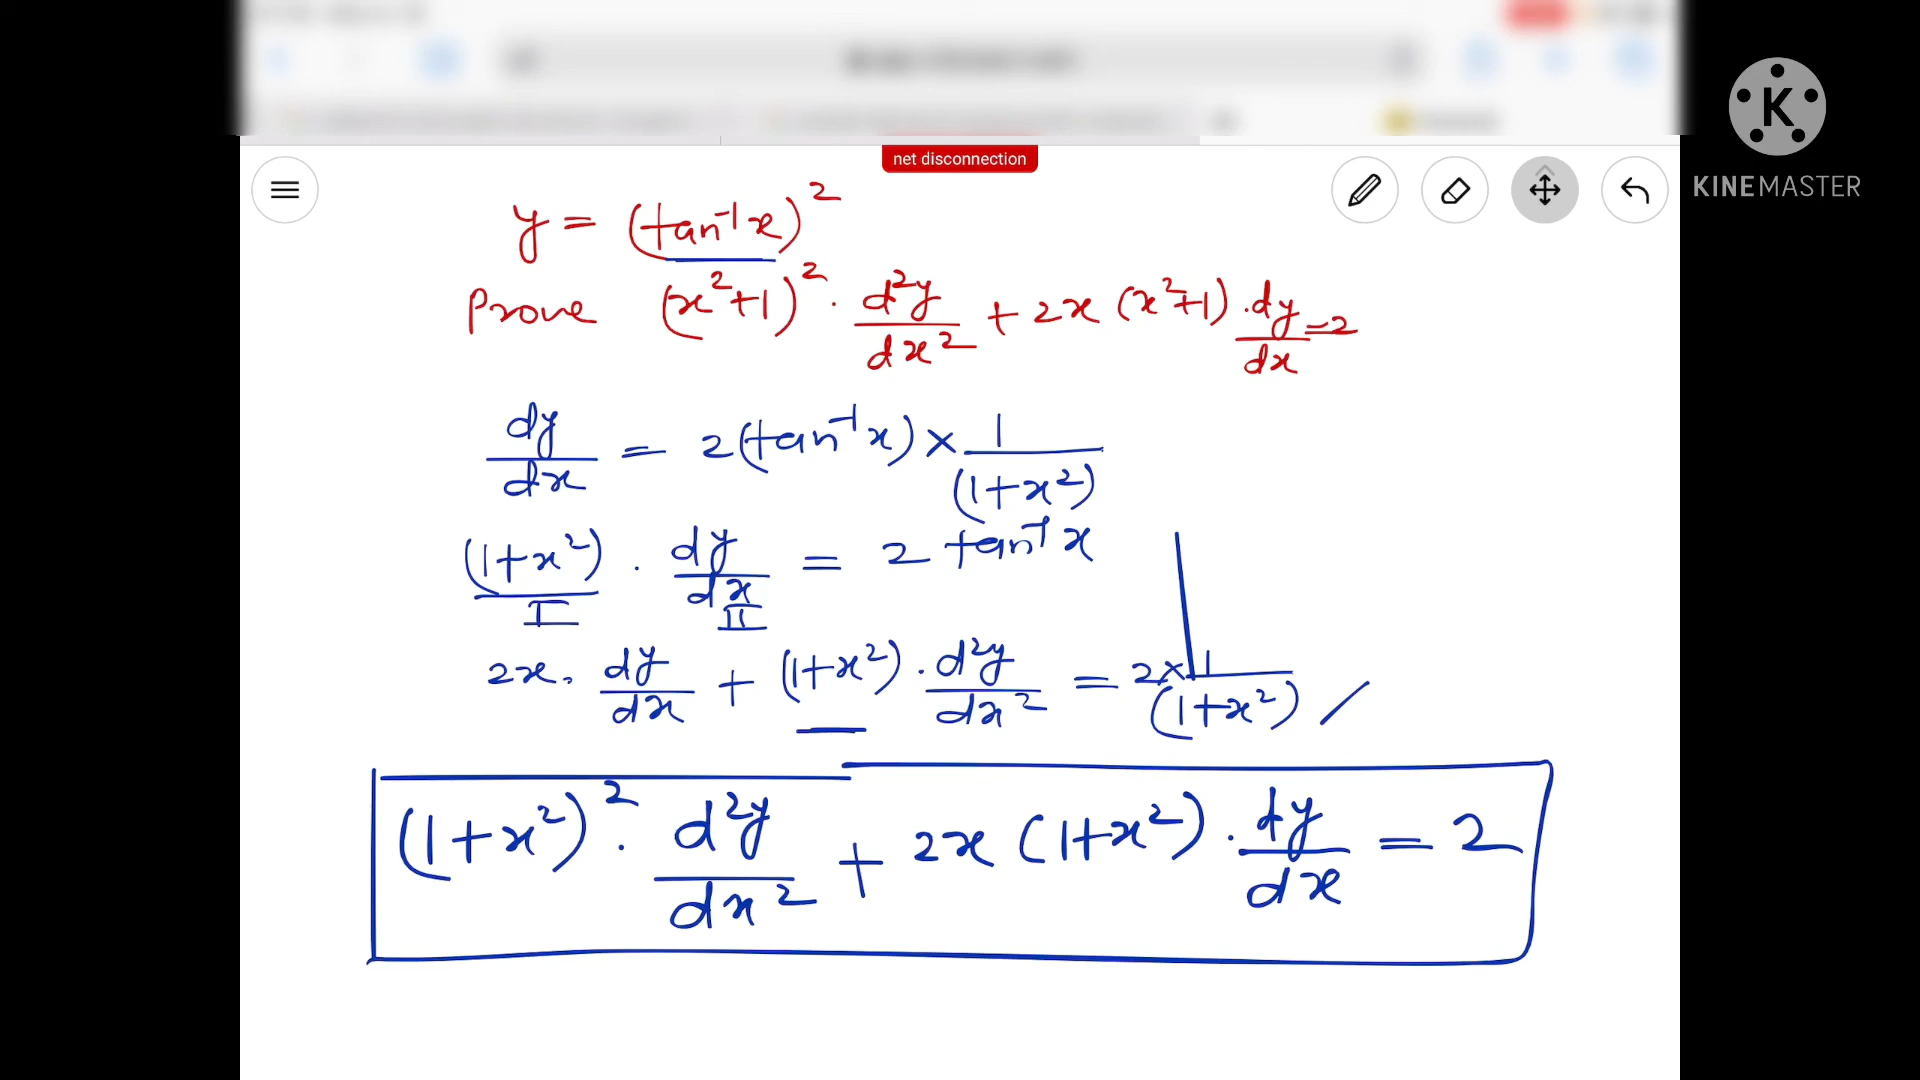 net disconnection
K
KINEMASTER
y = (tan⁻¹x)²
Prove (x²+1)² · d²y/dx² + 2x (x²+1) · dy/dx = 2
dy/dx = 2(tan⁻¹x) × 1/(1+x²)
(1+x²) · dy/dx = 2 tan⁻¹ x
I II
2x · dy/dx + (1+x²) · d²y/dx² = 2 × 1/(1+x²)
(1+x²)² · d²y/dx² + 2x (1+x²) · dy/dx = 2